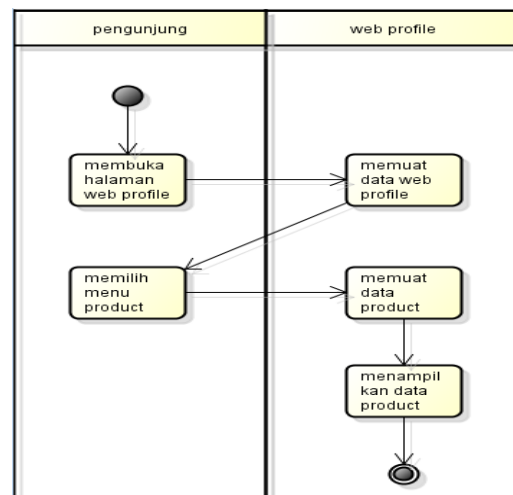 pengunjung
web profile
membuka
halaman
web profile
memuat
data web
profile
memilih
menu
product
memuat
data
product
menampil
kan data
product